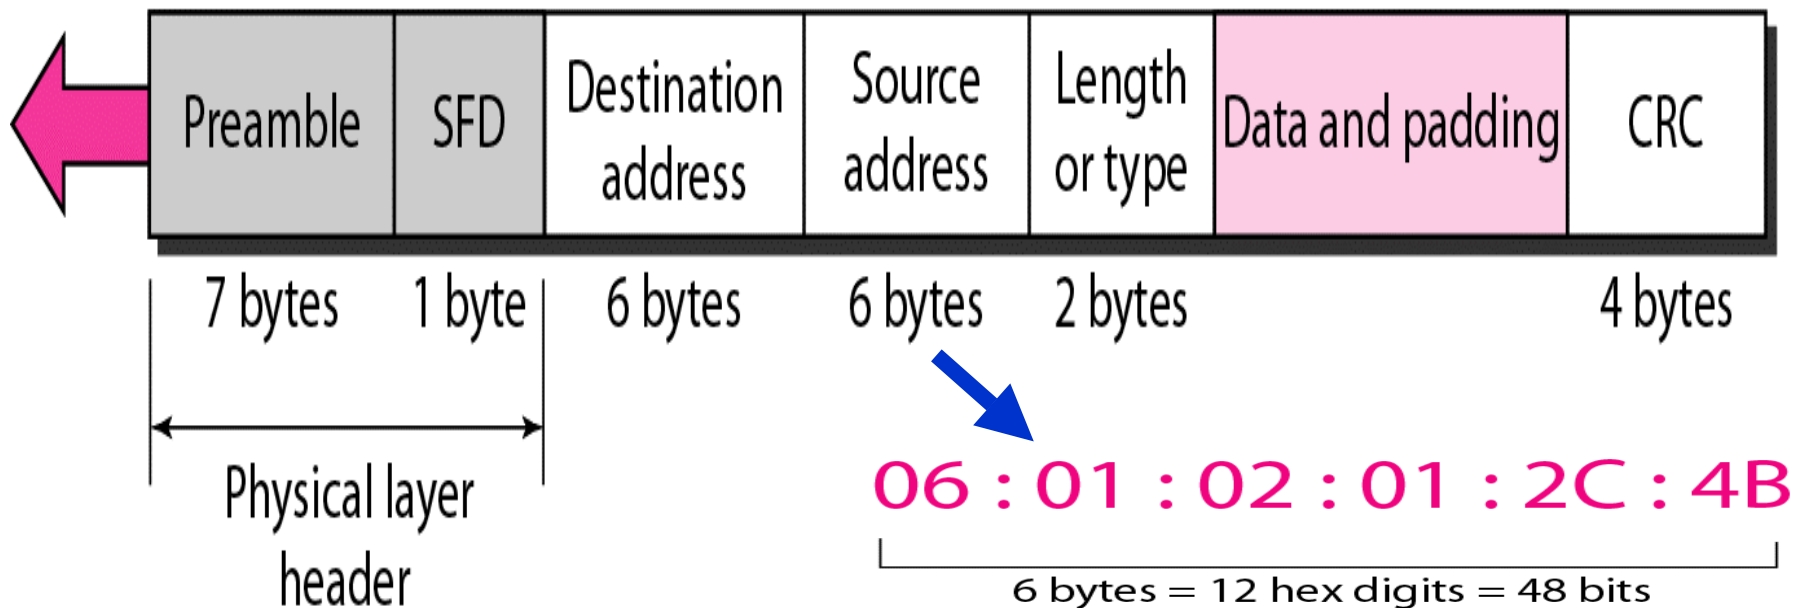 Preamble
SFD
Destination
address
Source
address
Length
or type
Data and padding
CRC
7 bytes
1 byte
6 bytes
6 bytes
2 bytes
4 bytes
Physical layer
header
06 : 01 : 02 : 01 : 2C : 4B
6 bytes = 12 hex digits = 48 bits